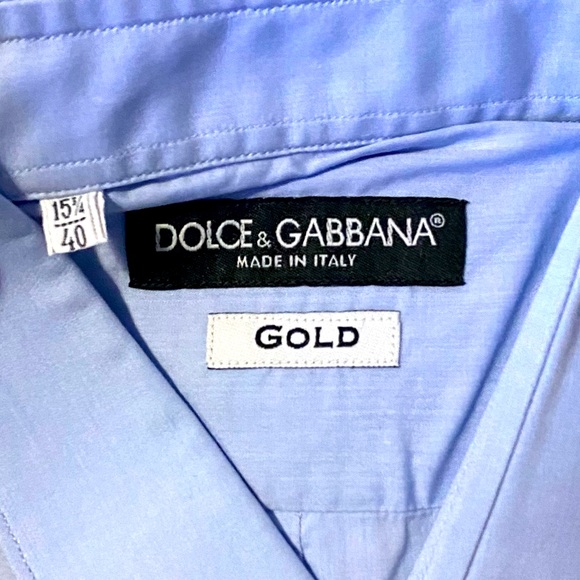 15¾
40
DOLCE & GABBANA®
MADE IN ITALY
GOLD